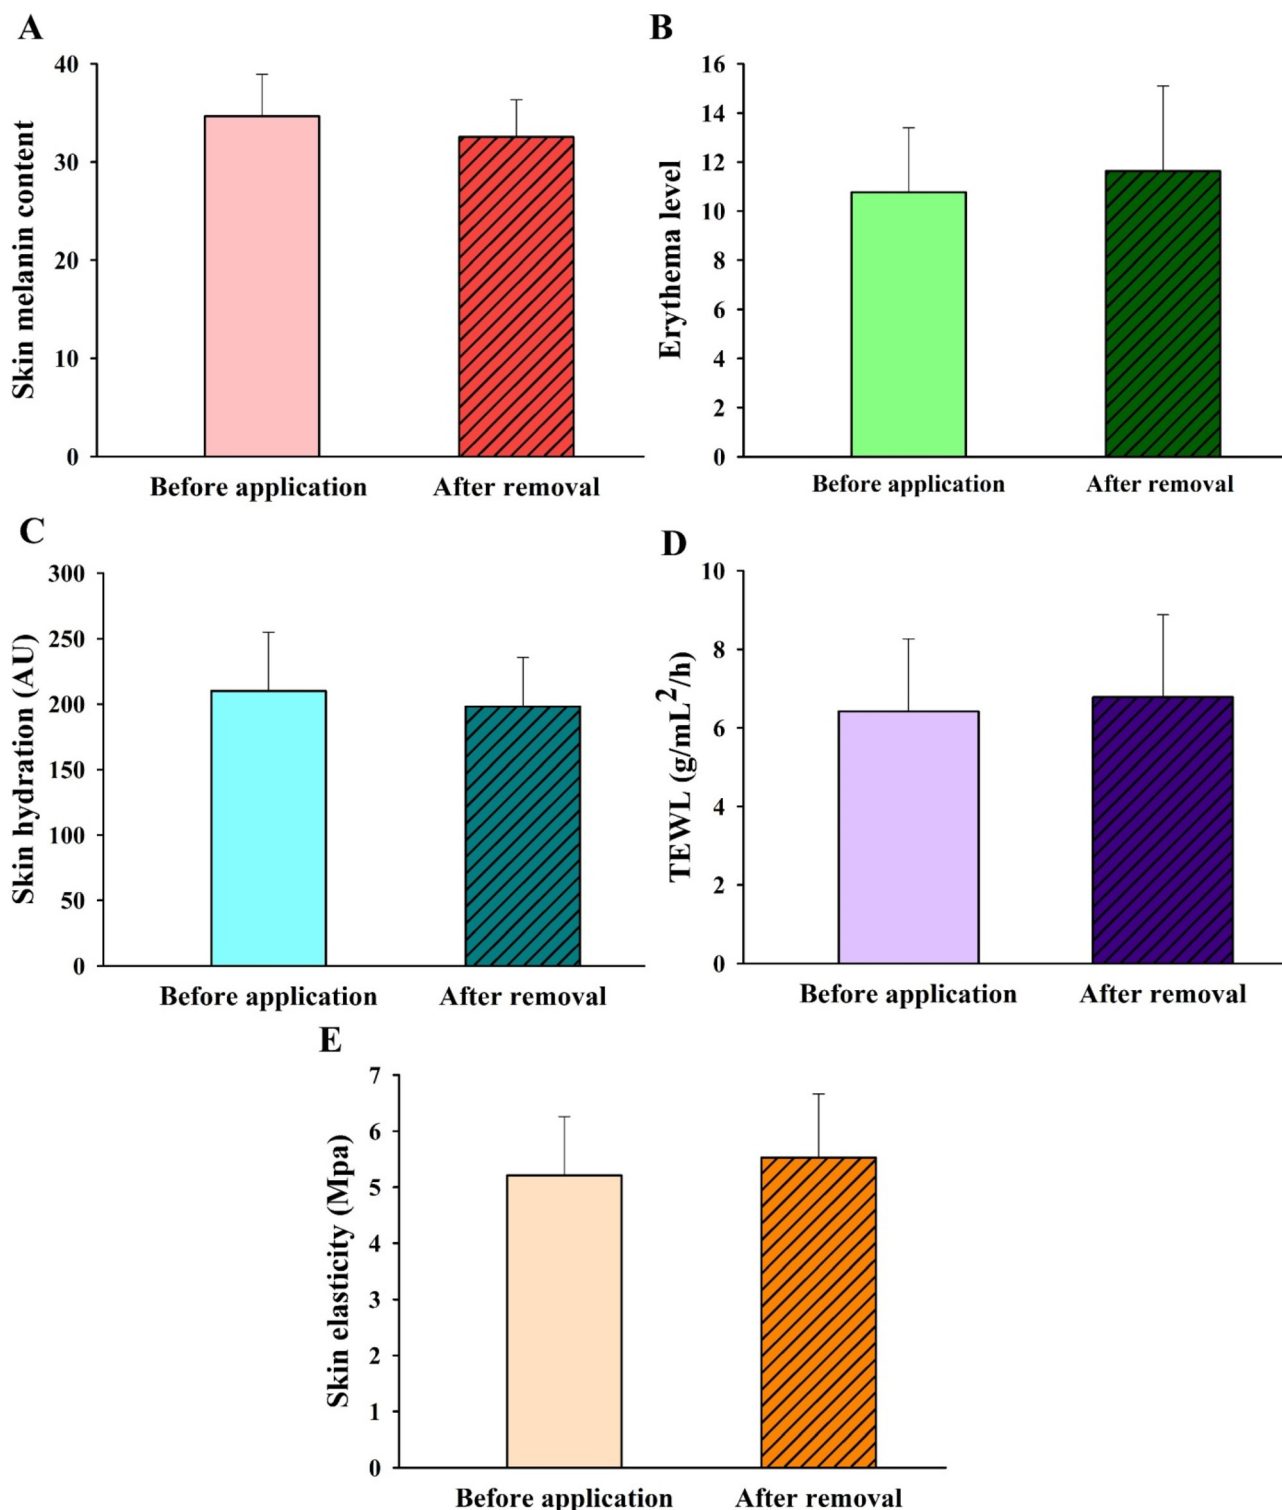 A
Skin melanin content
40
30
20
10
0
Before application
After removal
B
Erythema level
16
14
12
10
8
6
4
2
0
Before application
After removal
C
Skin hydration (AU)
300
250
200
150
100
50
0
Before application
After removal
D
TEWL (g/mL²/h)
10
8
6
4
2
0
Before application
After removal
E
Skin elasticity (Mpa)
7
6
5
4
3
2
1
0
Before application
After removal